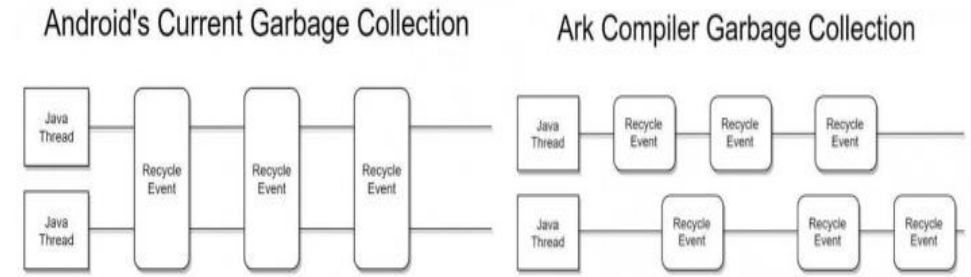 Android's Current Garbage Collection
Java
Thread
Recycle
Event
Recycle
Event
Recycle
Event
Java
Thread
Ark Compiler Garbage Collection
Java
Thread
Recycle
Event
Recycle
Event
Recycle
Event
Java
Thread
Recycle
Event
Recycle
Event
Recycle
Event